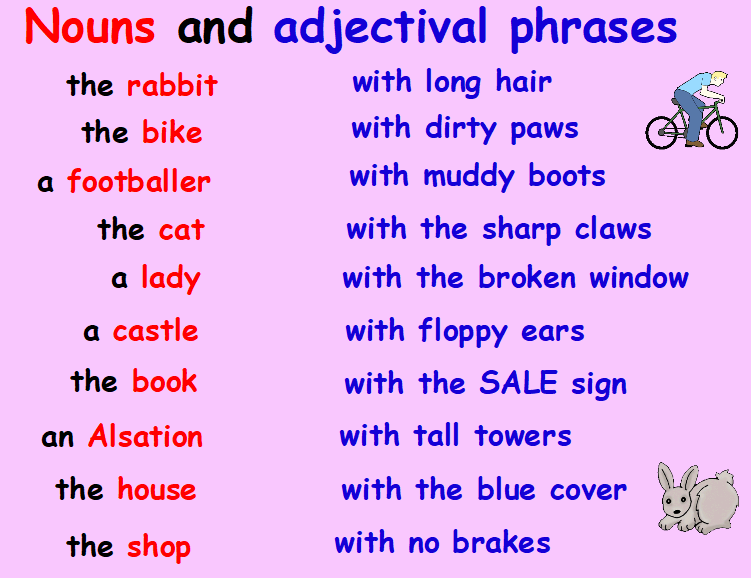 Nouns and adjectival phrases
the rabbit with long hair
the bike with dirty paws
a footballer with muddy boots
the cat with the sharp claws
a lady with the broken window
a castle with floppy ears
the book with the SALE sign
an Alsation with tall towers
the house with the blue cover
the shop with no brakes